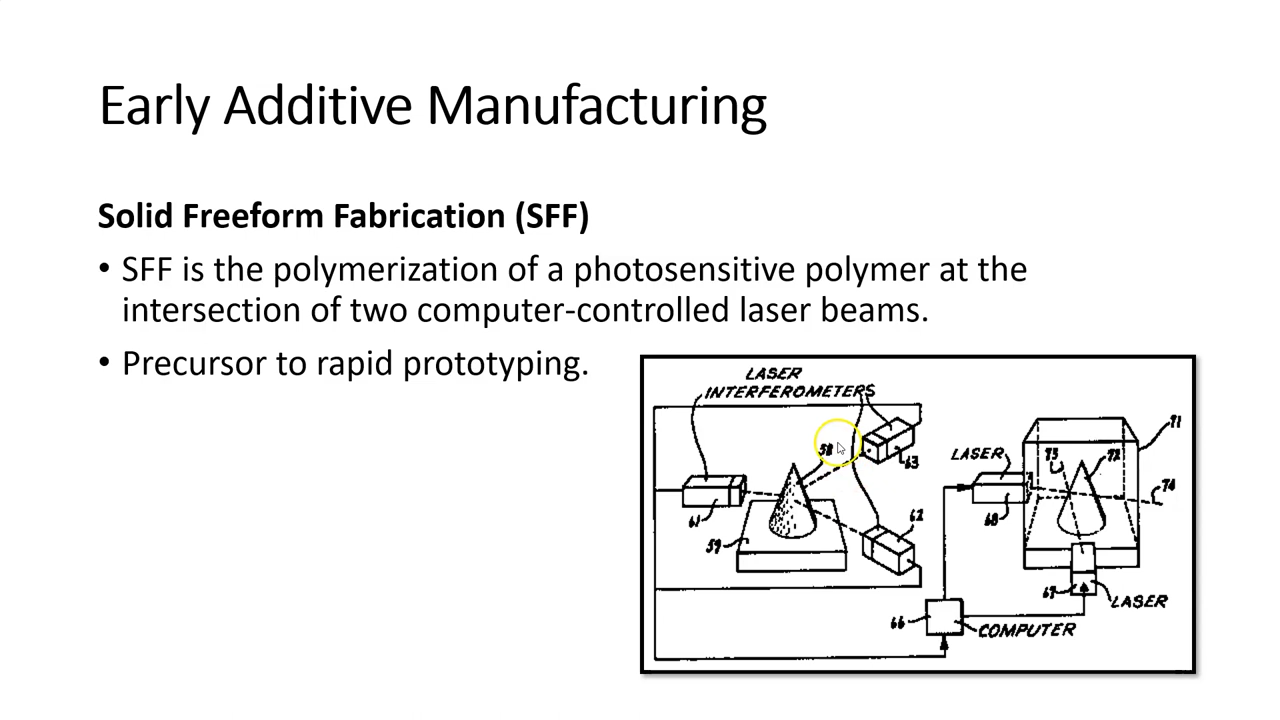 Early Additive Manufacturing
Solid Freeform Fabrication (SFF)
• SFF is the polymerization of a photosensitive polymer at the
intersection of two computer-controlled laser beams.
• Precursor to rapid prototyping.
LASER
INTERFEROMETERS
58
63
61
62
59
LASER
68
73
72
71
74
67
LASER
66
COMPUTER